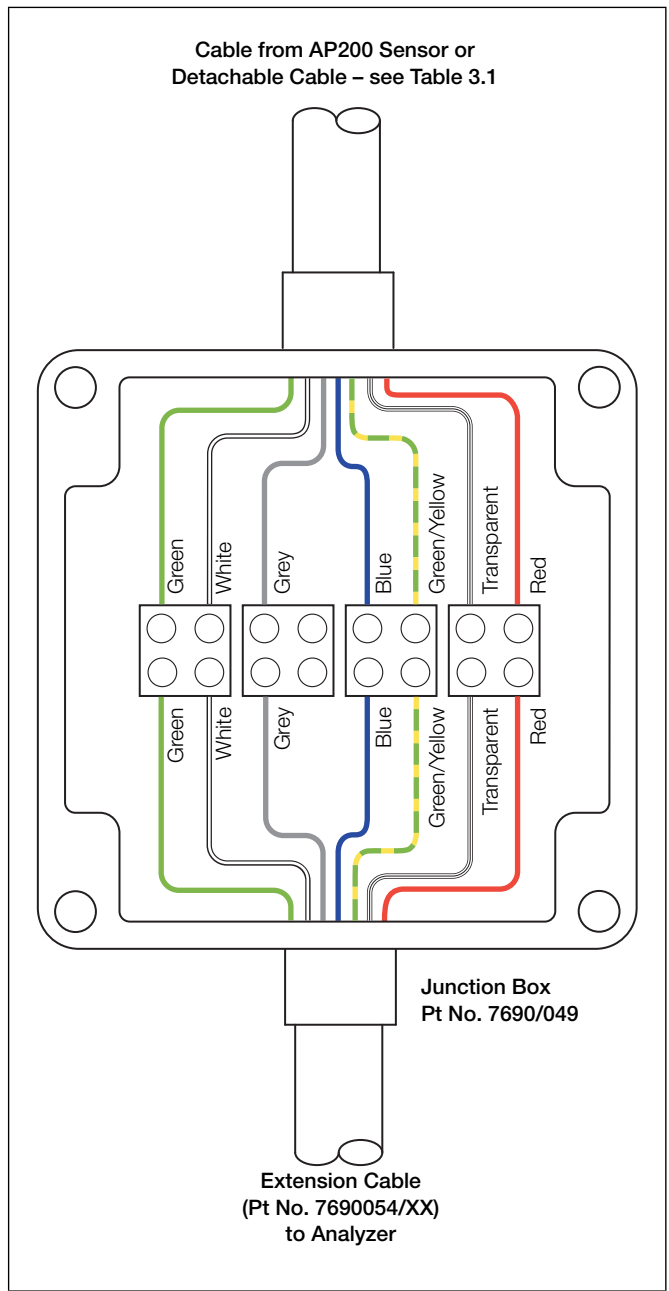 Cable from AP200 Sensor or
Detachable Cable – see Table 3.1
Green
White
Grey
Blue
Green/Yellow
Transparent
Red
Green
White
Grey
Blue
Green/Yellow
Transparent
Red
Junction Box
Pt No. 7690/049
Extension Cable
(Pt No. 7690054/XX)
to Analyzer